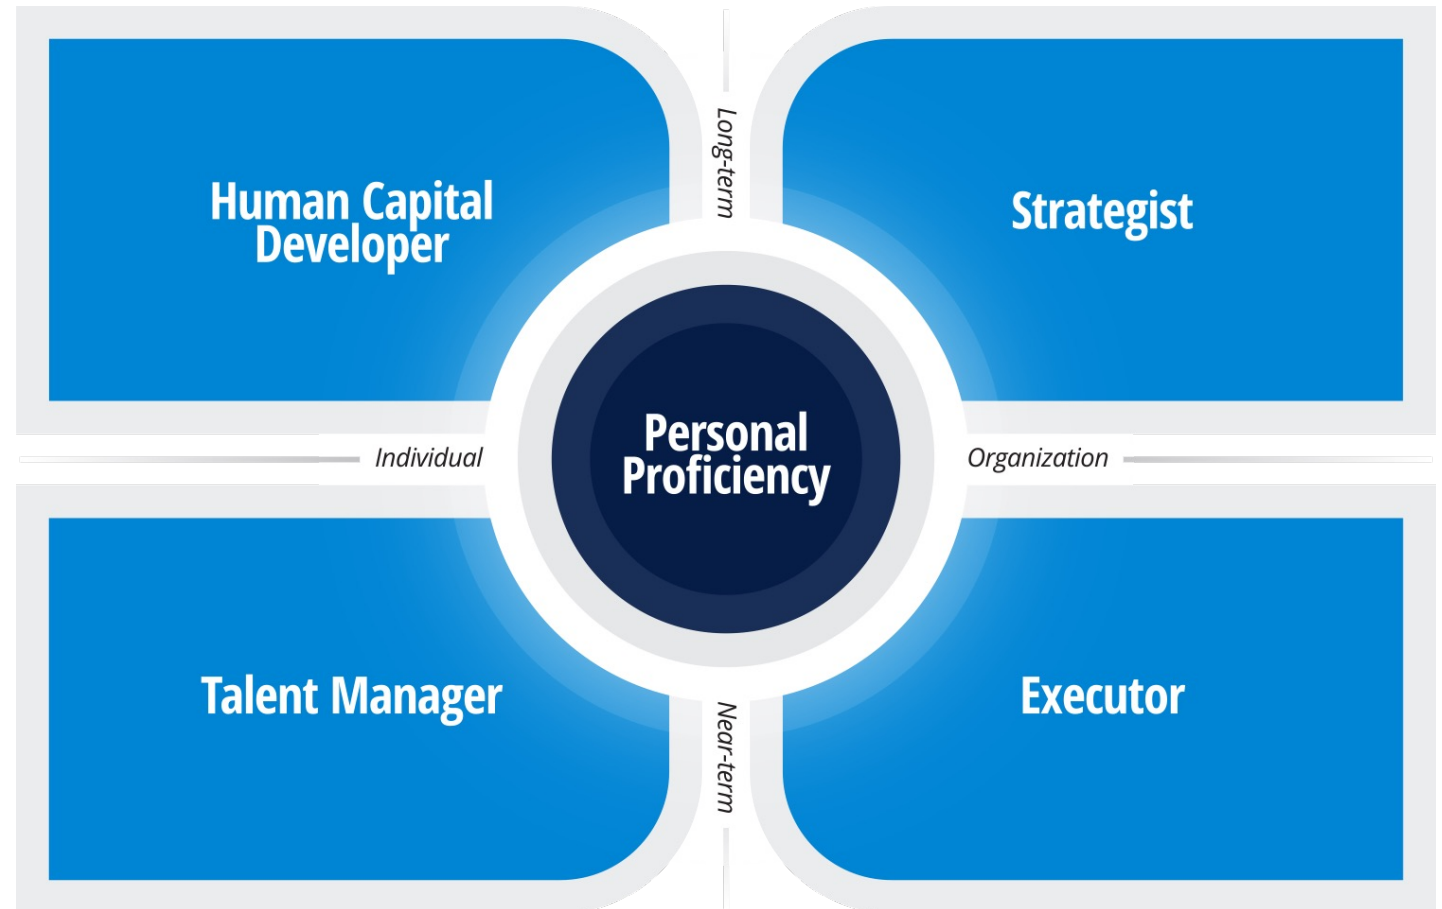 Long-term
Human Capital
Developer
Strategist
Individual
Personal
Proficiency
Organization
Talent Manager
Executor
Near-term